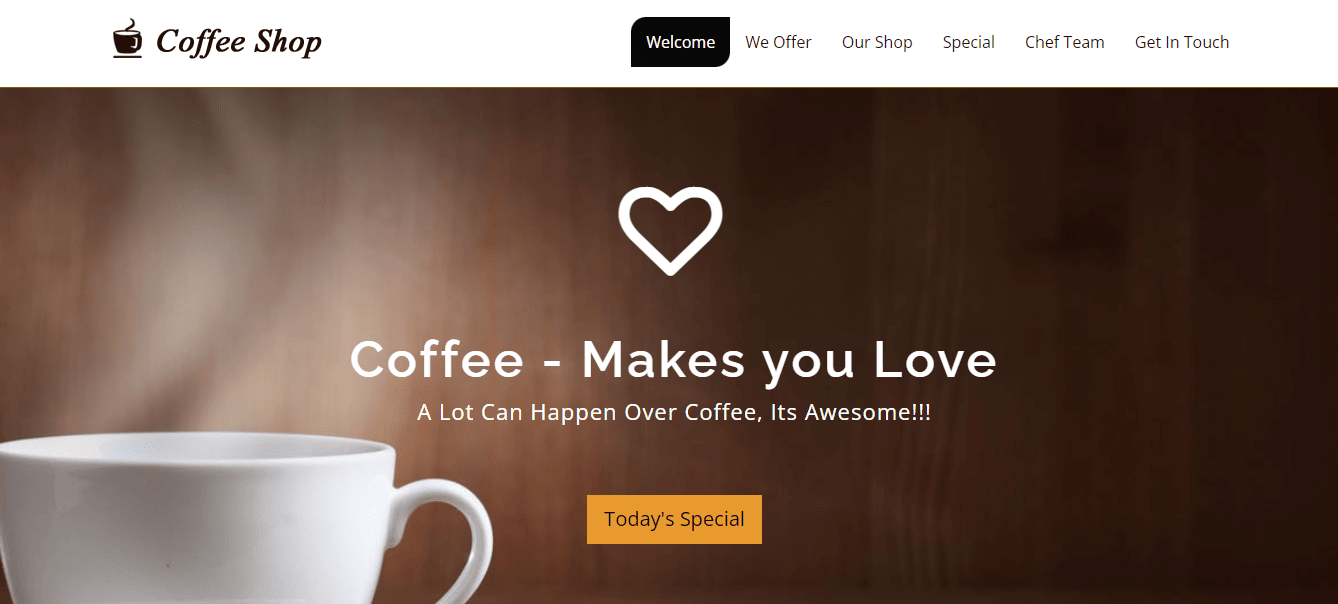 Coffee Shop
Welcome We Offer Our Shop Special Chef Team Get In Touch
Coffee - Makes you Love
A Lot Can Happen Over Coffee, Its Awesome!!!
Today's Special